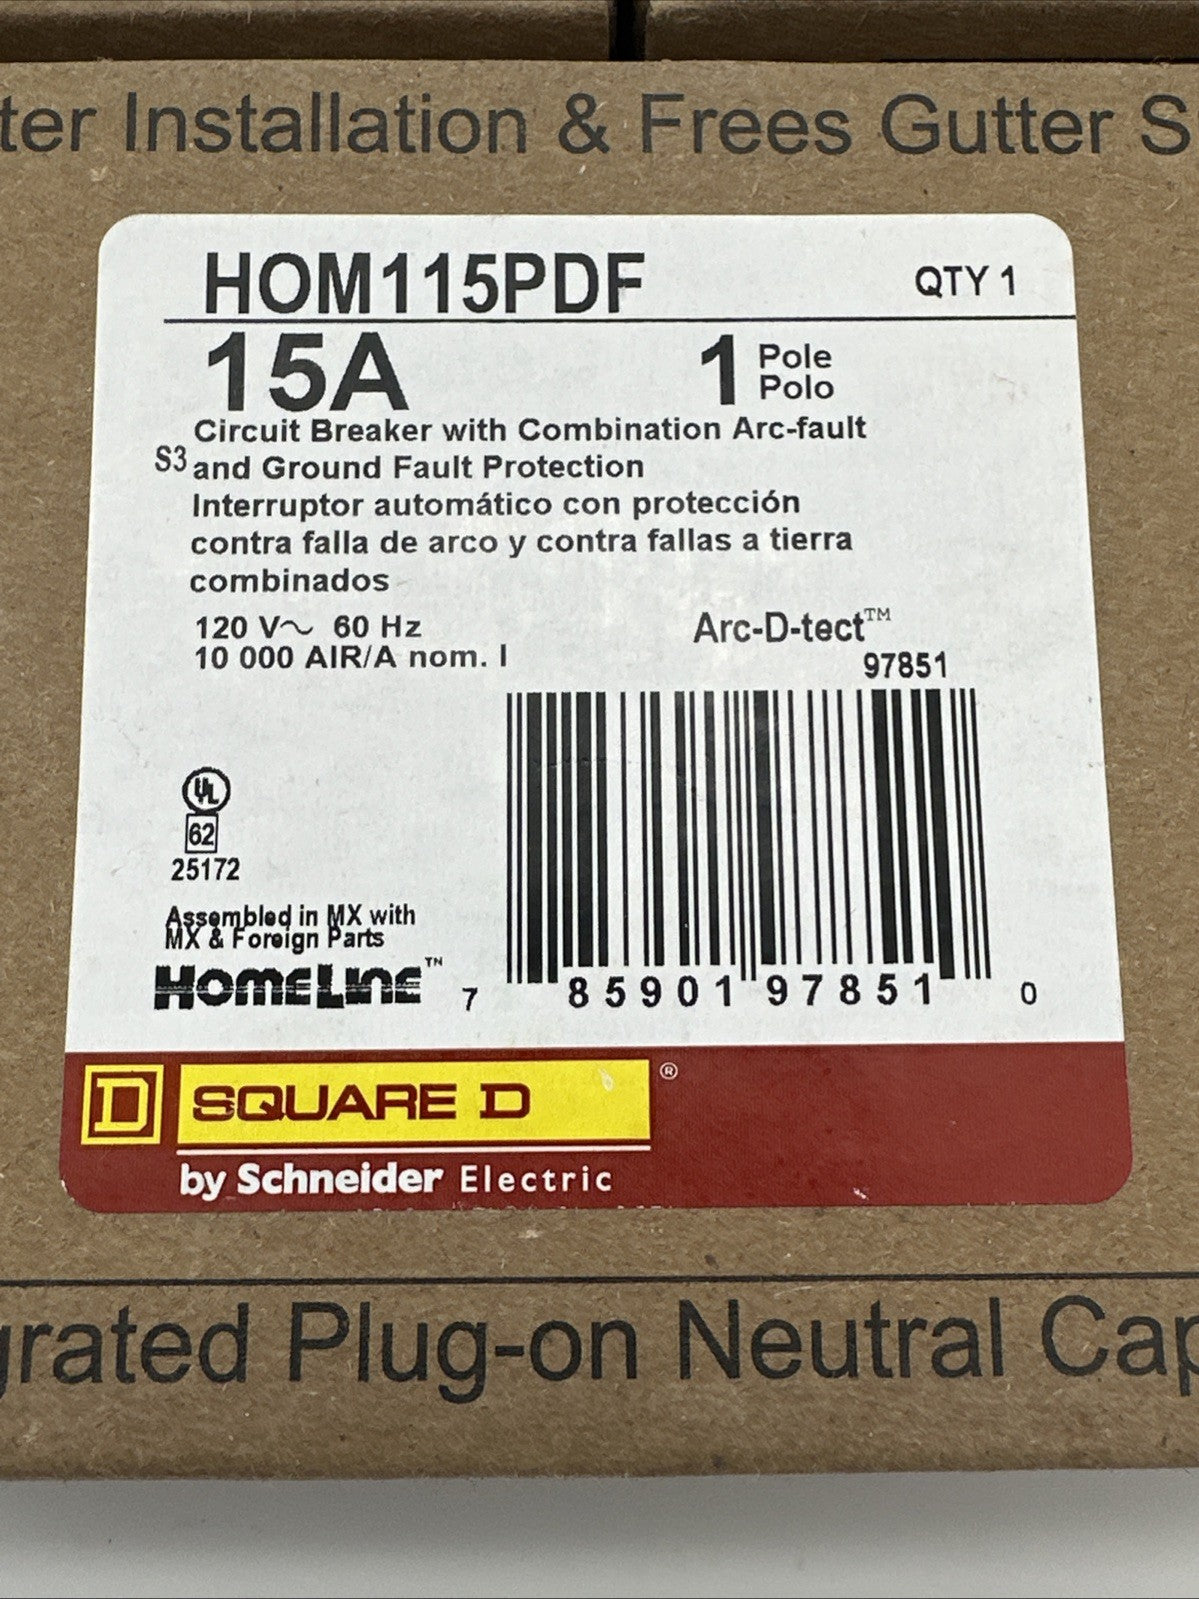 ter Installation & Frees Gutter S
HOM115PDF QTY 1
15A 1 Pole
Polo
Circuit Breaker with Combination Arc-fault
S3 and Ground Fault Protection
Interruptor automático con protección
contra falla de arco y contra fallas a tierra
combinados
120 V~ 60 Hz Arc-D-tect™
10 000 AIR/A nom. I 97851
UL
62
25172
Assembled in MX with
MX & Foreign Parts
HOMELINE™
7 85901 97851 0
D SQUARE D®
by Schneider Electric
grated Plug-on Neutral Cap